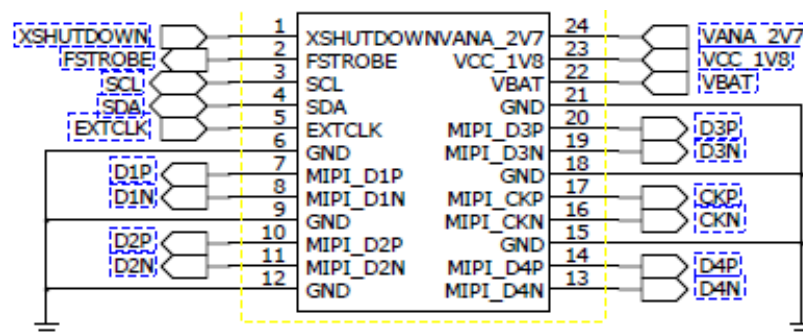 XSHUTDOWN 1 XSHUTDOWN VANA_2V7 24 VANA_2V7
FSTROBE 2 FSTROBE VCC_1V8 23 VCC_1V8
SCL 3 SCL VBAT 22 VBAT
SDA 4 SDA GND 21
EXTCLK 5 EXTCLK MIPI_D3P 20 D3P
6 GND MIPI_D3N 19 D3N
D1P 7 MIPI_D1P GND 18
D1N 8 MIPI_D1N MIPI_CKP 17 CKP
9 GND MIPI_CKN 16 CKN
D2P 10 MIPI_D2P GND 15
D2N 11 MIPI_D2N MIPI_D4P 14 D4P
12 GND MIPI_D4N 13 D4N